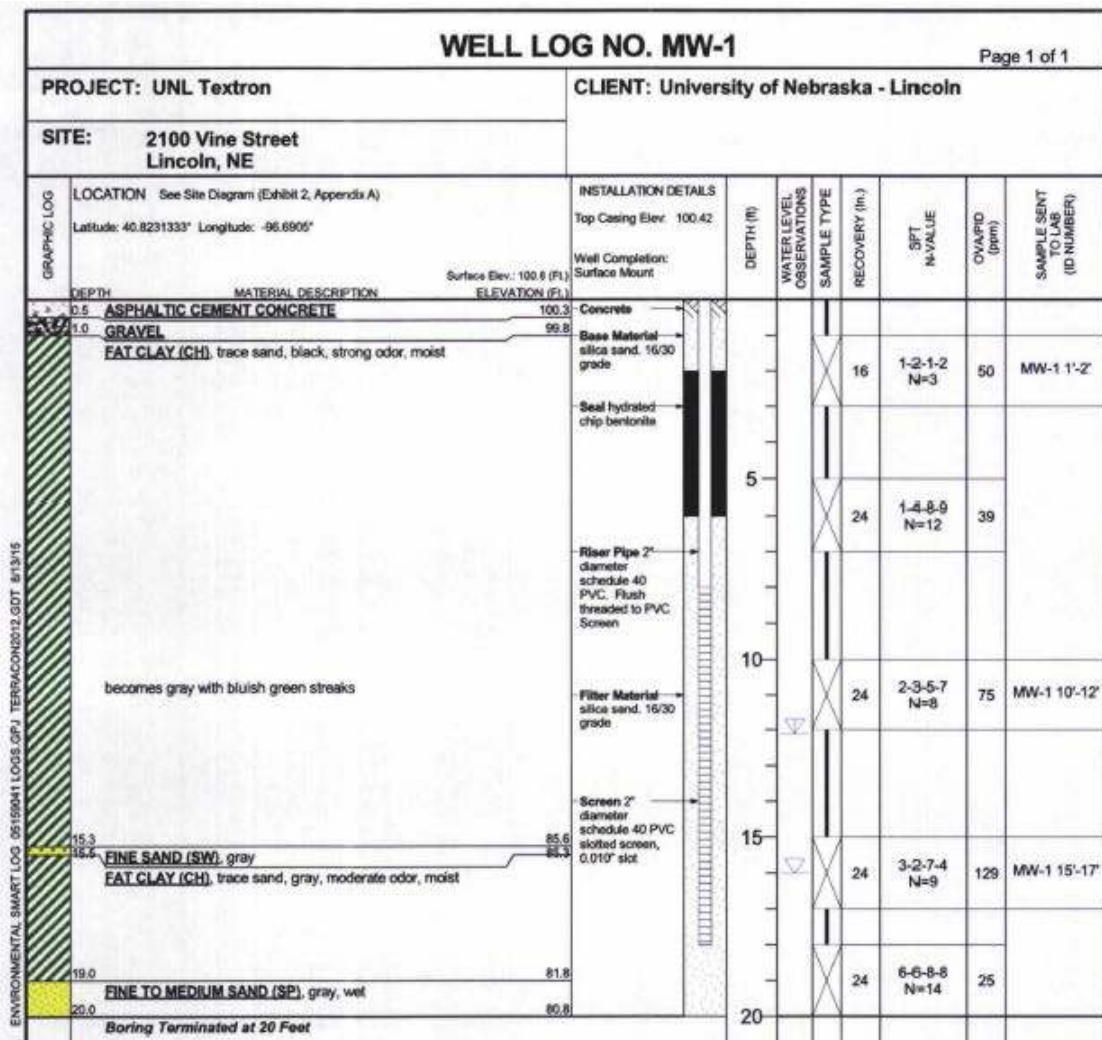 WELL LOG NO. MW-1
Page 1 of 1
PROJECT: UNL Textron
CLIENT: University of Nebraska - Lincoln
SITE: 2100 Vine Street
Lincoln, NE
GRAPHIC LOG
LOCATION See Site Diagram (Exhibit 2, Appendix A)
Latitude: 40.8231333° Longitude: -96.6905°
Surface Elev.: 100.8 (Ft.)
DEPTH MATERIAL DESCRIPTION ELEVATION (Ft.)
INSTALLATION DETAILS
Top Casing Elev: 100.42
Well Completion:
Surface Mount
DEPTH (ft)
WATER LEVEL
OBSERVATIONS
SAMPLE TYPE
RECOVERY (In.)
SPT
N-VALUE
OVA/PID
(ppm)
SAMPLE SENT
TO LAB
(ID NUMBER)
0.5 ASPHALTIC CEMENT CONCRETE 100.3
1.0 GRAVEL 99.8
FAT CLAY (CH), trace sand, black, strong odor, moist
becomes gray with bluish green streaks
15.3 85.6
15.5 FINE SAND (SW), gray 85.3
FAT CLAY (CH), trace sand, gray, moderate odor, moist
19.0 81.8
FINE TO MEDIUM SAND (SP), gray, wet
20.0 80.8
Boring Terminated at 20 Feet
Concrete
Base Material
silica sand. 16/30
grade
Seal hydrated
chip bentonite
Riser Pipe 2"
diameter
schedule 40
PVC. Flush
threaded to PVC
Screen
Filter Material
silica sand. 16/30
grade
Screen 2"
diameter
schedule 40 PVC
slotted screen,
0.010" slot
5
10
15
20
16
1-2-1-2
N=3
50
MW-1 1'-2'
24
1-4-8-9
N=12
39
24
2-3-5-7
N=8
75
MW-1 10'-12'
24
3-2-7-4
N=9
129
MW-1 15'-17'
24
6-6-8-8
N=14
25
ENVIRONMENTAL SMART LOG 05159041 LOGS.GPJ TERRACON2012.GDT 8/13/15